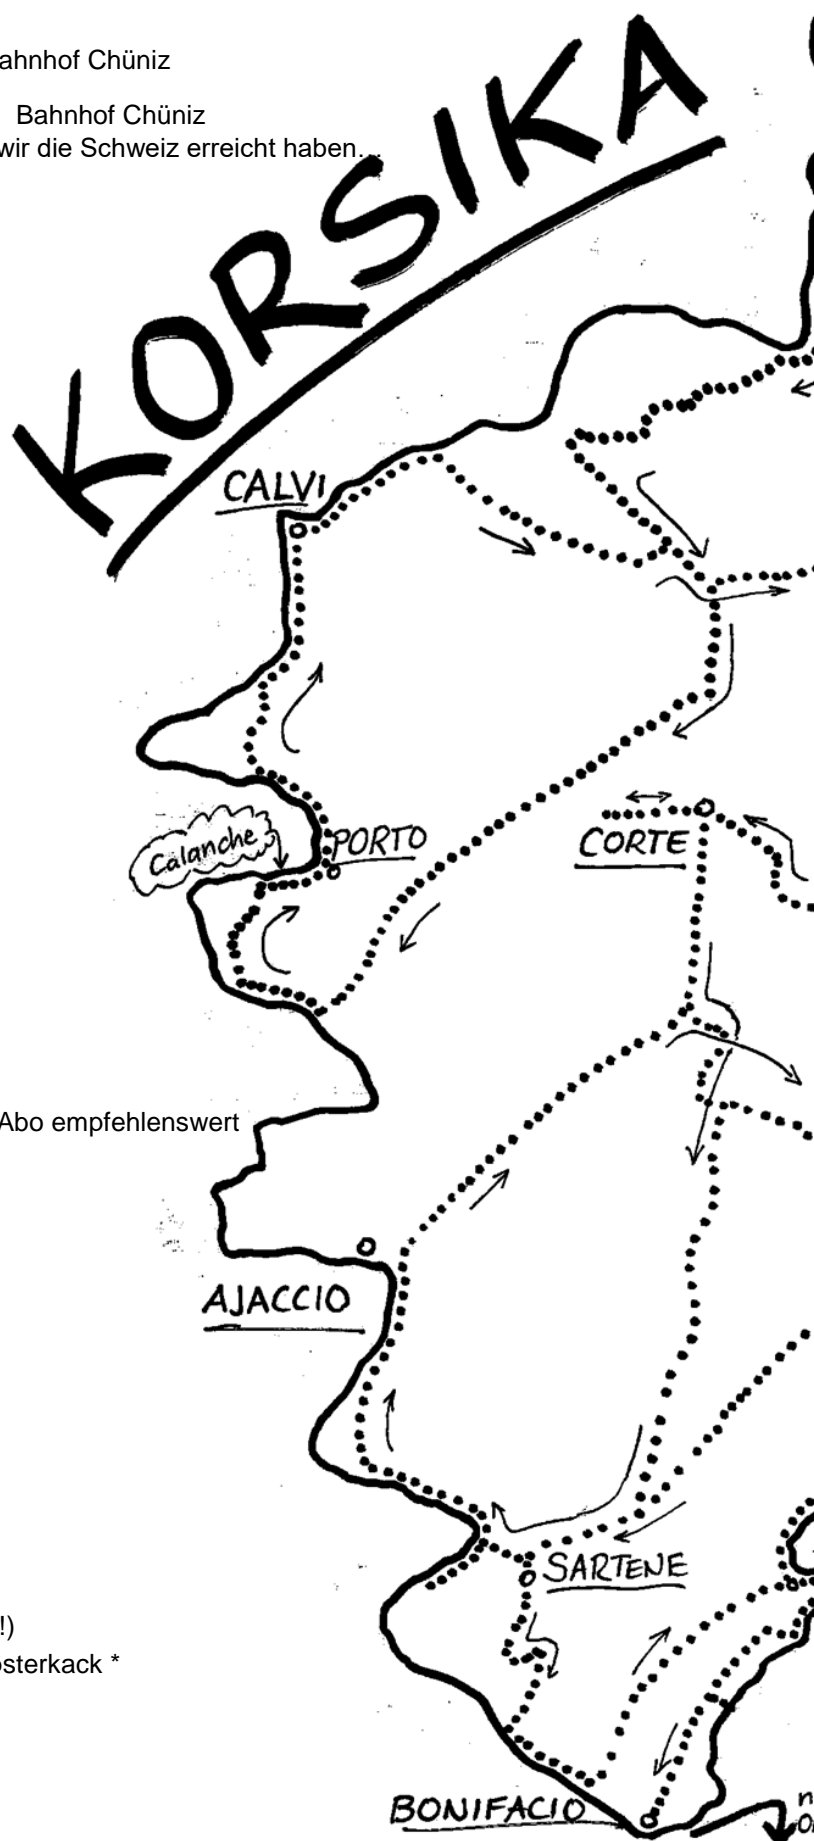 ahnhof Chüniz
Bahnhof Chüniz
wir die Schweiz erreicht haben...
KORSIKA
CALVI
Calanche
PORTO
CORTE
Abo empfehlenswert
AJACCIO
SARTENE
!)
osterkack *
BONIFACIO
n